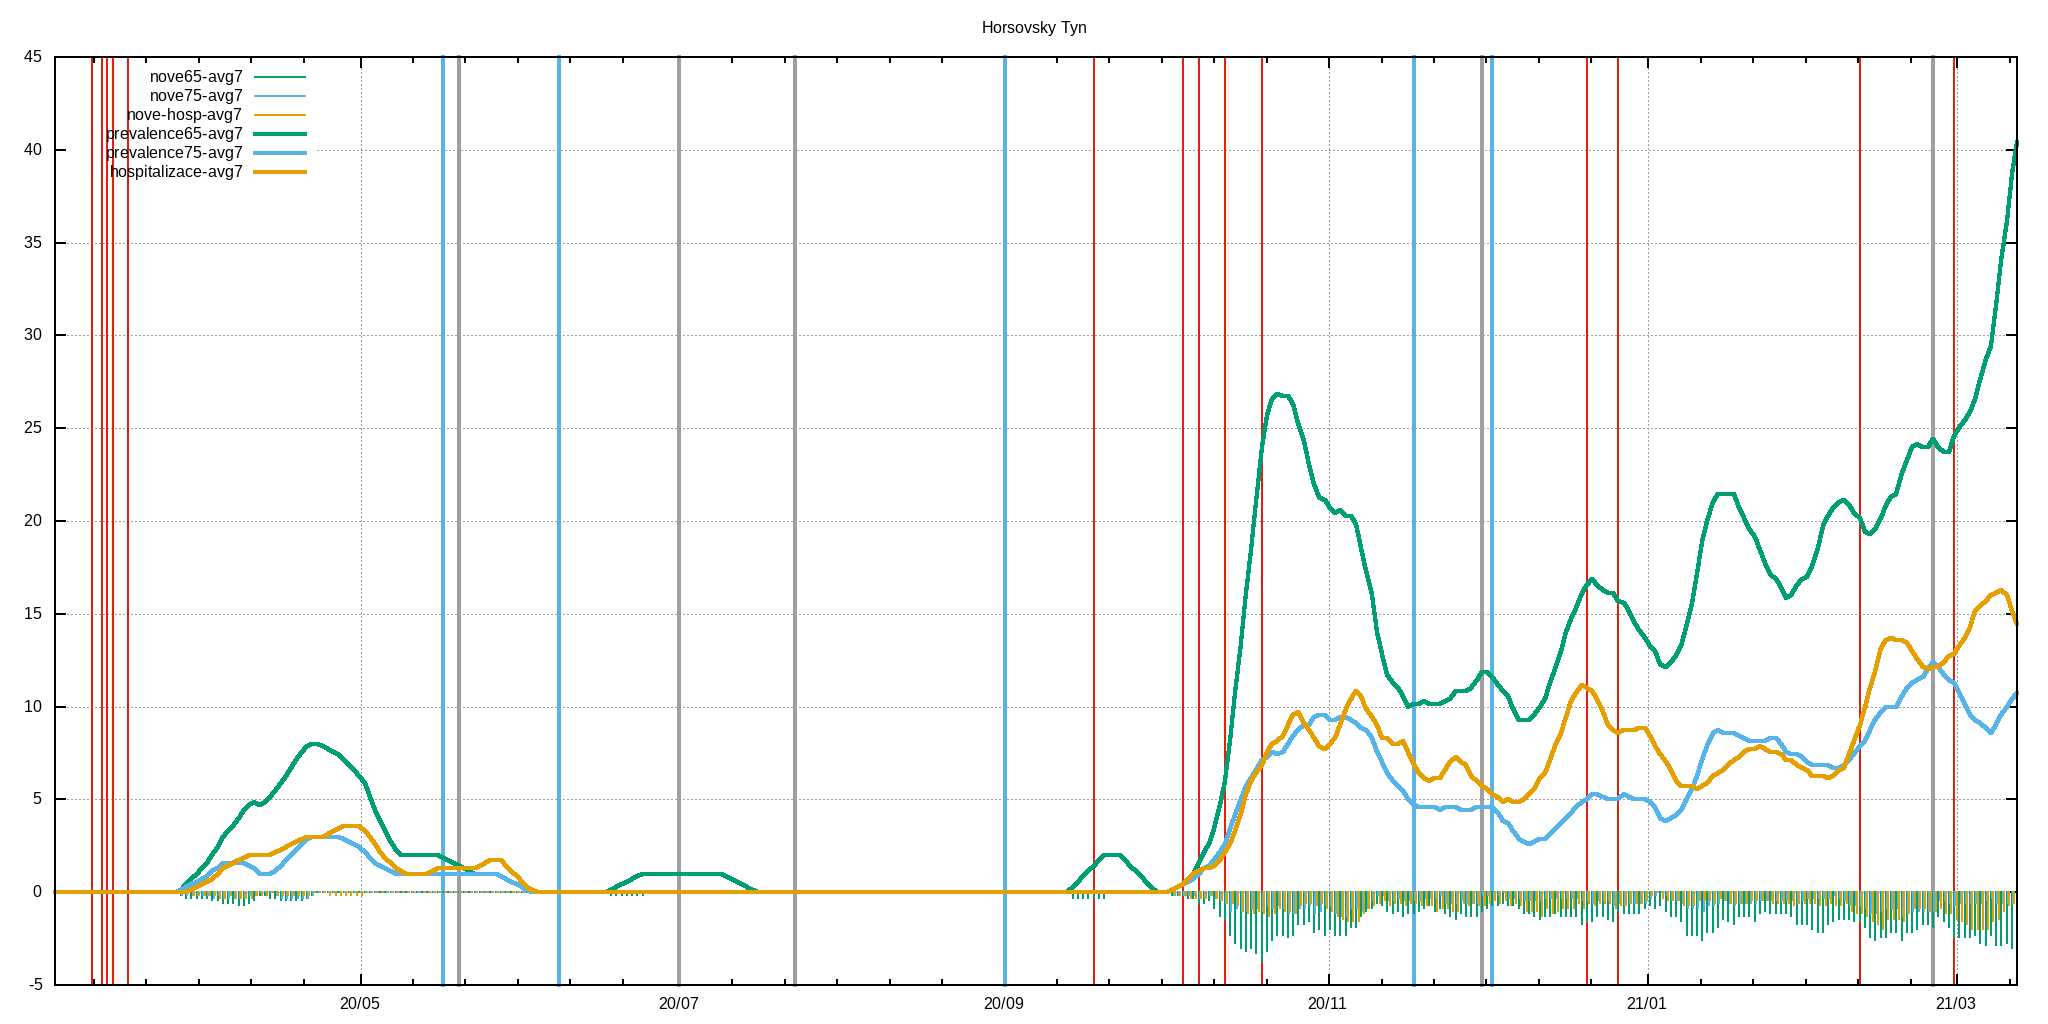 Horsovsky Tyn
45
40
35
30
25
20
15
10
5
0
-5
nove65-avg7
nove75-avg7
nove-hosp-avg7
prevalence65-avg7
prevalence75-avg7
hospitalizace-avg7
20/05
20/07
20/09
20/11
21/01
21/03